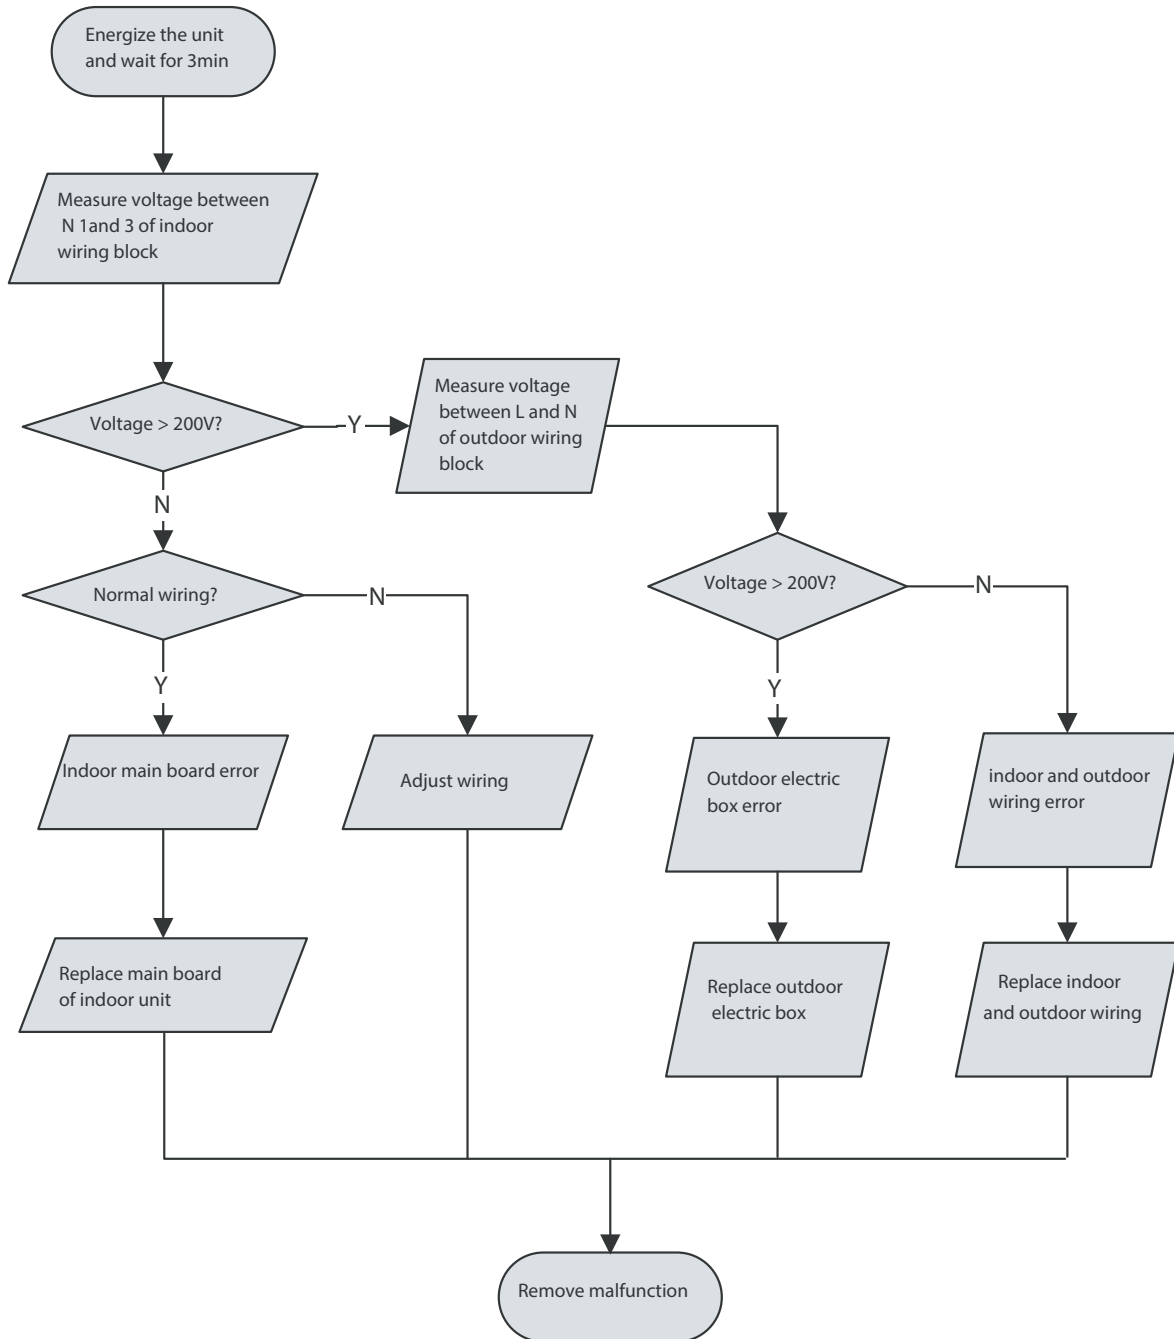 Energize the unit
and wait for 3min
Measure voltage between
N 1and 3 of indoor
wiring block
Voltage > 200V?
Y
Measure voltage
between L and N
of outdoor wiring
block
N
Normal wiring?
N
Voltage > 200V?
N
Y
Y
Indoor main board error
Adjust wiring
Outdoor electric
box error
indoor and outdoor
wiring error
Replace main board
of indoor unit
Replace outdoor
electric box
Replace indoor
and outdoor wiring
Remove malfunction